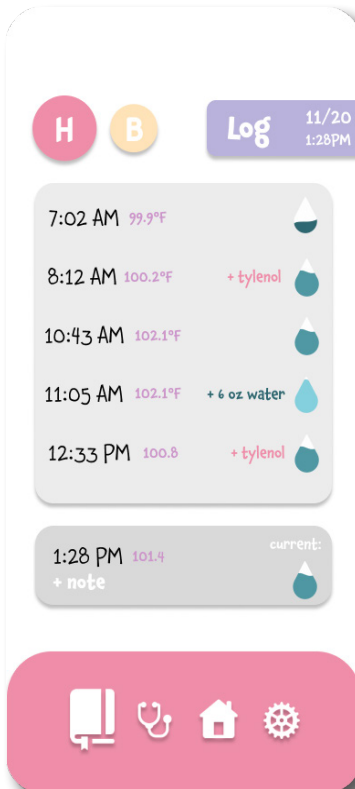 H B Log 11/20
1:28PM
7:02 AM 99.9°F
8:12 AM 100.2°F + tylenol
10:43 AM 102.1°F
11:05 AM 102.1°F + 6 oz water
12:33 PM 100.8 + tylenol
current:
1:28 PM 101.4
+ note